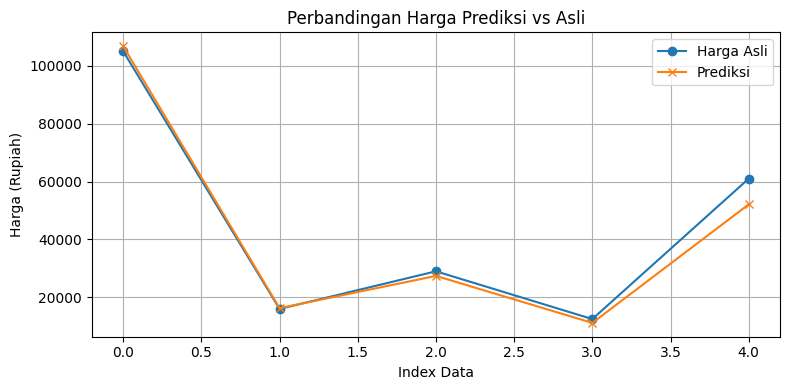 Perbandingan Harga Prediksi vs Asli
Harga Asli
Prediksi
Harga (Rupiah)
100000
80000
60000
40000
20000
0.0 0.5 1.0 1.5 2.0 2.5 3.0 3.5 4.0
Index Data